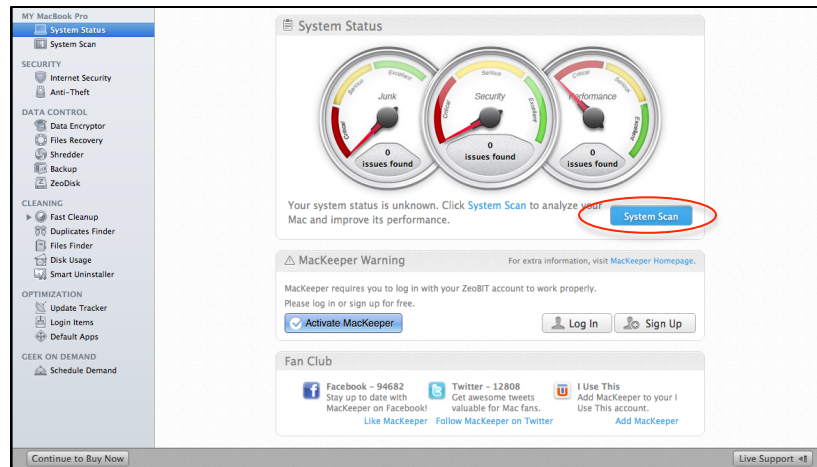 MY MacBook Pro
System Status
System Scan
SECURITY
Internet Security
Anti-Theft
DATA CONTROL
Data Encryptor
Files Recovery
Shredder
Backup
ZeoDisk
CLEANING
Fast Cleanup
Duplicates Finder
Files Finder
Disk Usage
Smart Uninstaller
OPTIMIZATION
Update Tracker
Login Items
Default Apps
GEEK ON DEMAND
Schedule Demand
System Status
Critical Serious Excellent
Junk
0
issues found
Critical Serious Excellent
Security
0
issues found
Critical Serious Excellent
Performance
0
issues found
Your system status is unknown. Click System Scan to analyze your
Mac and improve its performance.
System Scan
MacKeeper Warning
For extra information, visit MacKeeper Homepage.
MacKeeper requires you to log in with your ZeoBIT account to work properly.
Please log in or sign up for free.
Activate MacKeeper
Log In
Sign Up
Fan Club
Facebook - 94682
Stay up to date with
MacKeeper on Facebook!
Like MacKeeper
Twitter - 12808
Get awesome tweets
valuable for Mac fans.
Follow MacKeeper on Twitter
I Use This
Add MacKeeper to your I
Use This account.
Add MacKeeper
Continue to Buy Now
Live Support